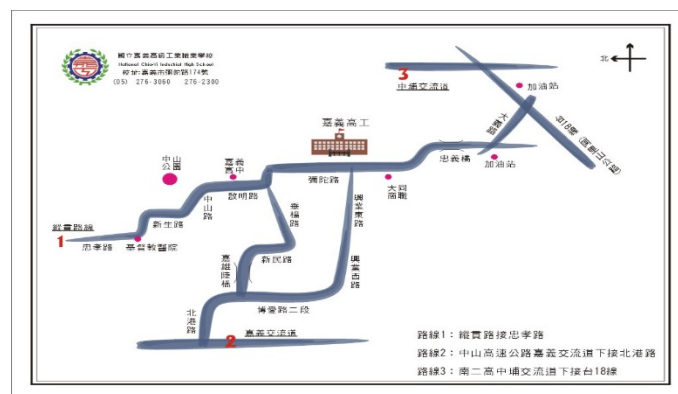 國立嘉義高級工業職業學校
National Chiayi Industrial High School
校址:嘉義市彌陀路174號
(05) 276-3060 276-2300
北
3
中埔交流道
加油站
大義路
台18線(阿里山公路)
嘉義高工
忠義橋
加油站
中山公園
嘉義高中
彌陀路
大同商職
啟明路
中山路
新生路
縱貫路線
1
忠孝路
基督教醫院
新民路
嘉雄陸橋
興業東路
興業西路
博愛路二段
北港路
嘉義交流道
2
路線1：縱貫路接忠孝路
路線2：中山高速公路嘉義交流道下接北港路
路線3：南二高中埔交流道下接台18線